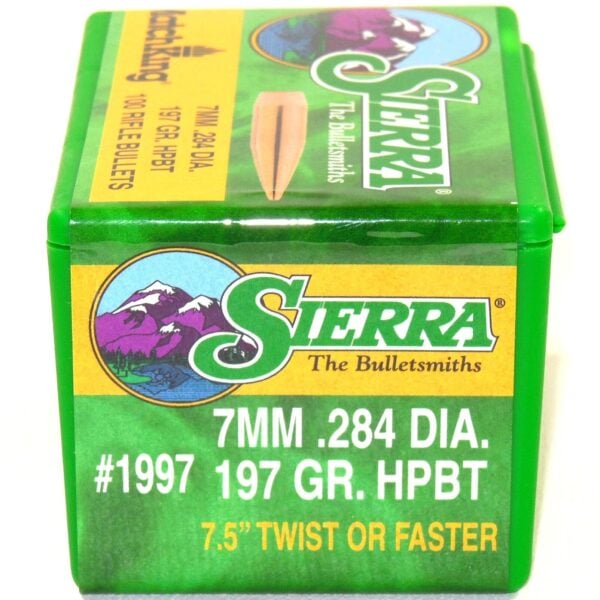 MatchKing®
7MM .284 DIA.
197 GR. HPBT
100 RIFLE BULLETS
SIERRA®
The Bulletsmiths
SIERRA®
The Bulletsmiths
#1997
7MM .284 DIA.
197 GR. HPBT
7.5" TWIST OR FASTER